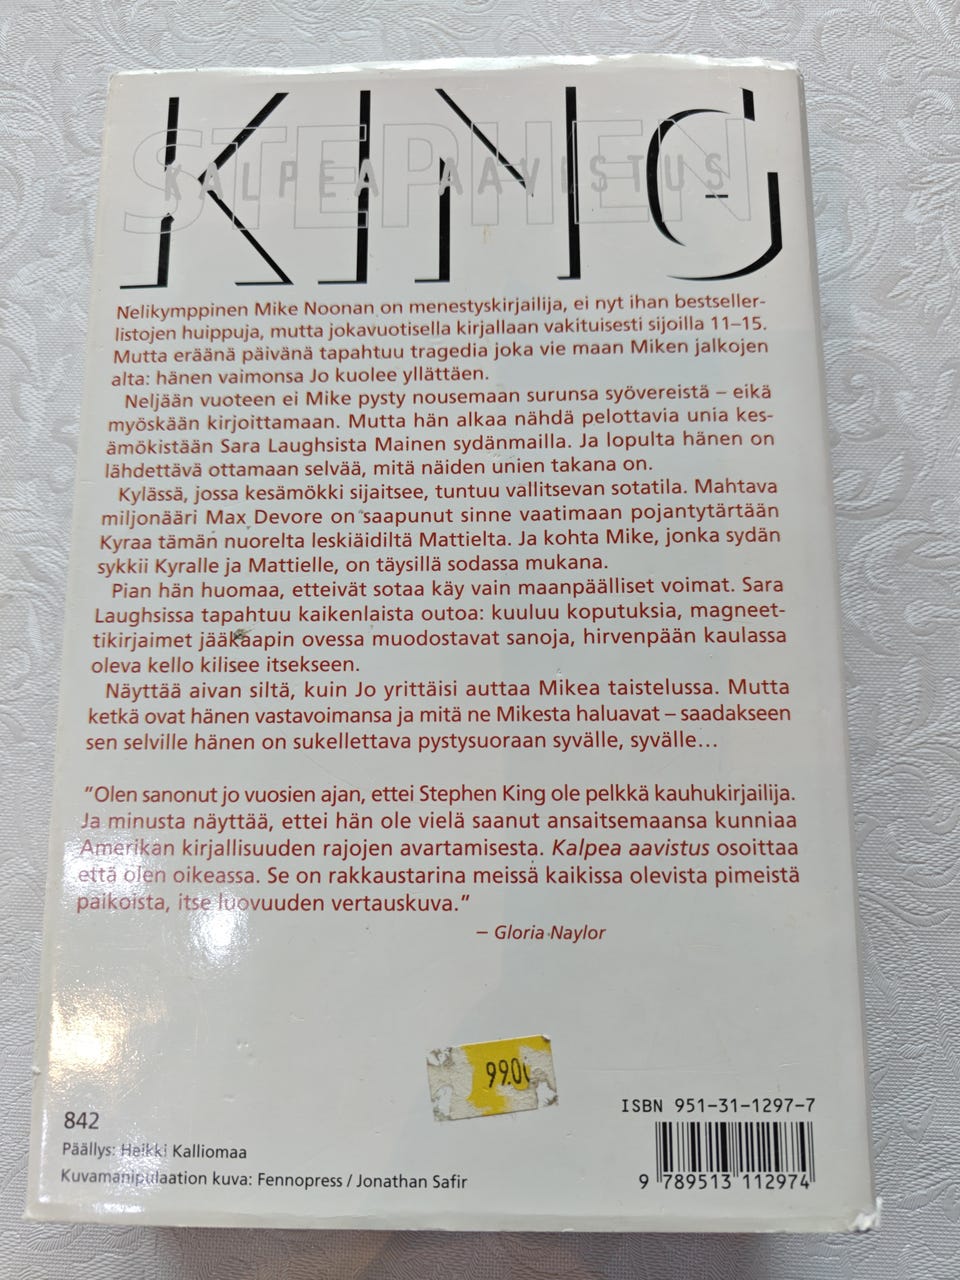 KING
STEPHEN
KALPEA AAVISTUS
Nelikymppinen Mike Noonan on menestyskirjailija, ei nyt ihan bestseller-
listojen huippuja, mutta jokavuotisella kirjallaan vakituisesti sijoilla 11–15.
Mutta eräänä päivänä tapahtuu tragedia joka vie maan Miken jalkojen
alta: hänen vaimonsa Jo kuolee yllättäen.
Neljään vuoteen ei Mike pysty nousemaan surunsa syövereistä – eikä
myöskään kirjoittamaan. Mutta hän alkaa nähdä pelottavia unia kes-
ämökistään Sara Laughsista Mainen sydänmailla. Ja lopulta hänen on
lähdettävä ottamaan selvää, mitä näiden unien takana on.
Kylässä, jossa kesämökki sijaitsee, tuntuu vallitsevan sotatila. Mahtava
miljonääri Max Devore on saapunut sinne vaatimaan pojantytärtään
Kyraa tämän nuorelta leskiäidiltä Mattielta. Ja kohta Mike, jonka sydän
sykkii Kyralle ja Mattielle, on täysillä sodassa mukana.
Pian hän huomaa, etteivät sotaa käy vain maanpäälliset voimat. Sara
Laughsissa tapahtuu kaikenlaista outoa: kuuluu koputuksia, magneet-
tikirjaimet jääkaapin ovessa muodostavat sanoja, hirvenpään kaulassa
oleva kello kilisee itsekseen.
Näyttää aivan siltä, kuin Jo yrittäisi auttaa Mikea taistelussa. Mutta
ketkä ovat hänen vastavoimansa ja mitä ne Mikesta haluavat – saadakseen
sen selville hänen on sukellettava pystysuoraan syvälle, syvälle...
”Olen sanonut jo vuosien ajan, ettei Stephen King ole pelkkä kauhukirjailija.
Ja minusta näyttää, ettei hän ole vielä saanut ansaitsemaansa kunniaa
Amerikan kirjallisuuden rajojen avartamisesta. Kalpea aavistus osoittaa
että olen oikeassa. Se on rakkaustarina meissä kaikissa olevista pimeistä
paikoista, itse luovuuden vertauskuva.”
– Gloria Naylor
99.00
ISBN 951-31-1297-7
842
Päällys: Heikki Kalliomaa
Kuvamanipulaation kuva: Fennopress / Jonathan Safir
9 789513 112974